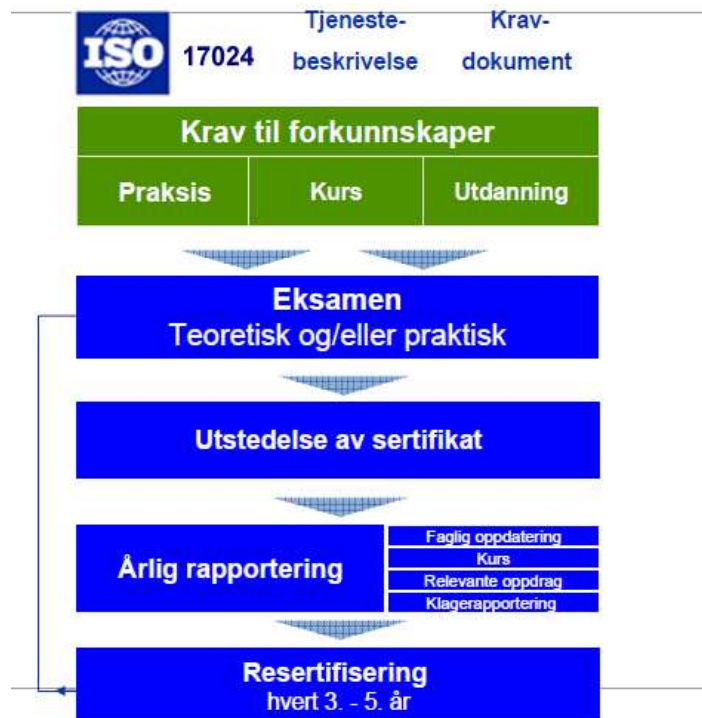 ISO
17024
Tjeneste-
beskrivelse
Krav-
dokument
Krav til forkunnskaper
Praksis
Kurs
Utdanning
Eksamen
Teoretisk og/eller praktisk
Utstedelse av sertifikat
Årlig rapportering
Faglig oppdatering
Kurs
Relevante oppdrag
Klagerapportering
Resertifisering
hvert 3. - 5. år